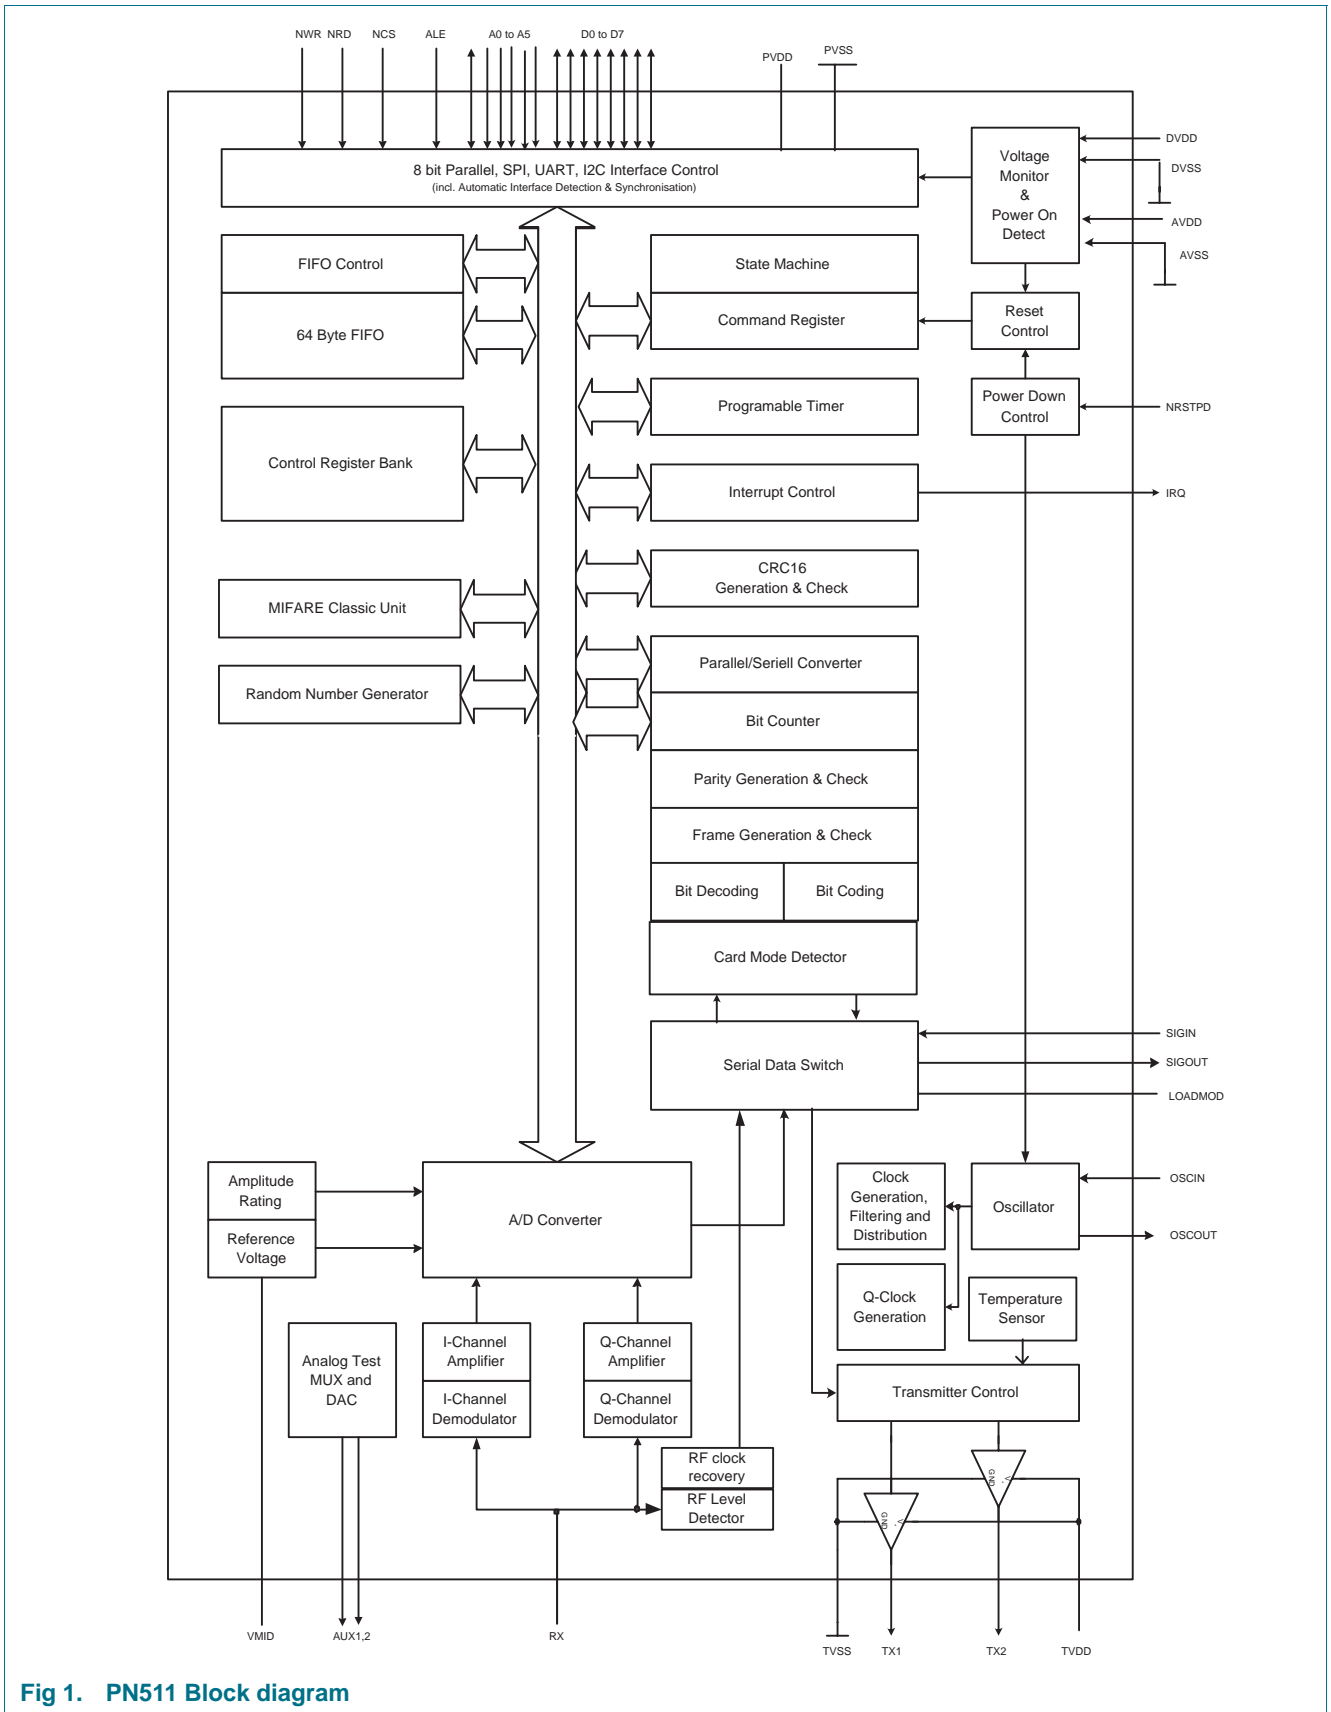 NWR NRD NCS ALE A0 to A5 D0 to D7
PVDD PVSS
8 bit Parallel, SPI, UART, I2C Interface Control
(incl. Automatic Interface Detection & Synchronisation)
Voltage
Monitor
&
Power On
Detect
DVDD
DVSS
AVDD
AVSS
FIFO Control
64 Byte FIFO
State Machine
Command Register
Reset
Control
Programable Timer
Power Down
Control
NRSTPD
Control Register Bank
Interrupt Control
IRQ
CRC16
Generation & Check
MIFARE Classic Unit
Random Number Generator
Parallel/Seriell Converter
Bit Counter
Parity Generation & Check
Frame Generation & Check
Bit Decoding
Bit Coding
Card Mode Detector
Serial Data Switch
SIGIN
SIGOUT
LOADMOD
Amplitude
Rating
Reference
Voltage
A/D Converter
Clock
Generation,
Filtering and
Distribution
Oscillator
OSCIN
OSCOUT
Q-Clock
Generation
Temperature
Sensor
Analog Test
MUX and
DAC
I-Channel
Amplifier
I-Channel
Demodulator
Q-Channel
Amplifier
Q-Channel
Demodulator
Transmitter Control
RF clock
recovery
RF Level
Detector
GND
GND
VMID
AUX1,2
RX
TVSS
TX1
TX2
TVDD
Fig 1. PN511 Block diagram